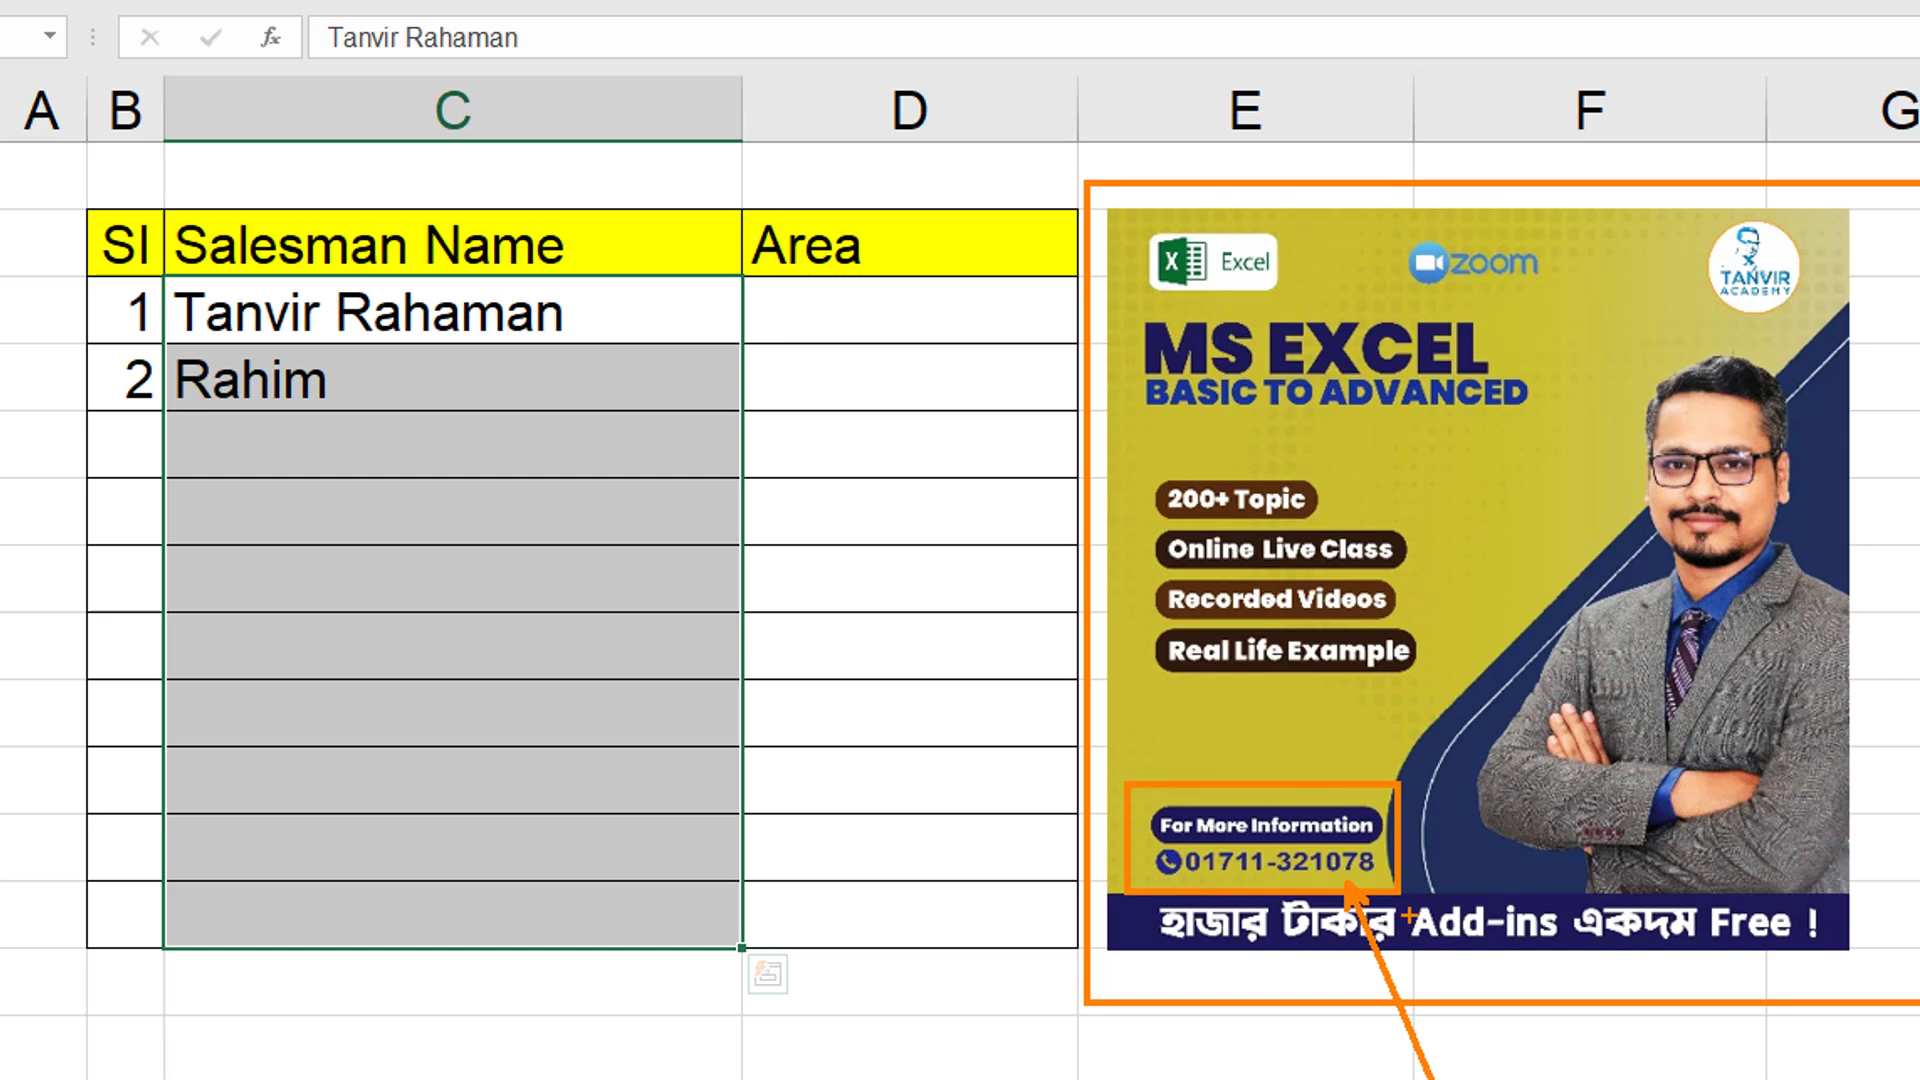 fx Tanvir Rahaman
A B C D E F G
Sl Salesman Name Area
1 Tanvir Rahaman
2 Rahim
X Excel
zoom
TANVIR
ACADEMY
MS EXCEL
BASIC TO ADVANCED
200+ Topic
Online Live Class
Recorded Videos
Real Life Example
For More Information
01711-321078
হাজার টাকার Add-ins একদম Free !